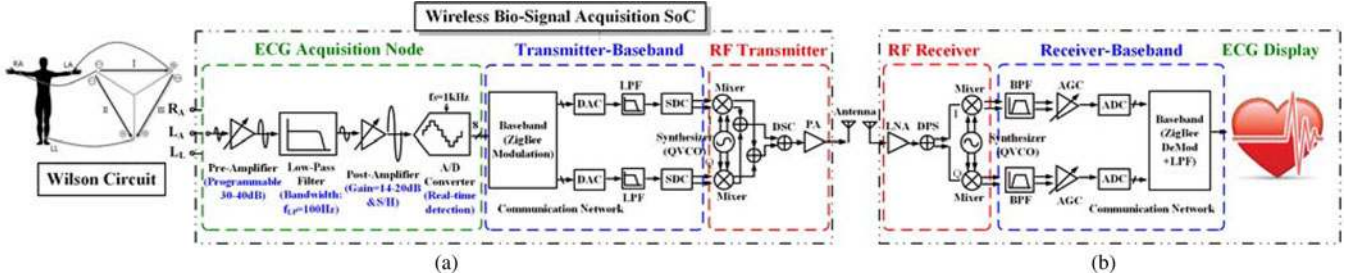 Wireless Bio-Signal Acquisition SoC
ECG Acquisition Node
Transmitter-Baseband
RF Transmitter
RF Receiver
Receiver-Baseband
ECG Display
RA
LA
I
II
III
LL
R_A
L_A
L_L
Wilson Circuit
Pre-Amplifier
(Programmable
30-40dB)
Low-Pass
Filter
(Bandwidth:
f_LP=100Hz)
Post-Amplifier
(Gain=14-20dB
&S/H)
fs=1kHz
A/D
Converter
(Real-time
detection)
8
Baseband
(ZigBee
Modulation)
DAC
LPF
SDC
DAC
LPF
SDC
Communication Network
Mixer
Synthesizer
(QVCO)
Mixer
DSC
PA
Antenna
LNA
DPS
I
Q
Mixer
Synthesizer
(QVCO)
Mixer
BPF
AGC
ADC
BPF
AGC
ADC
Baseband
(ZigBee
DeMod
+LPF)
Communication Network
(a)
(b)